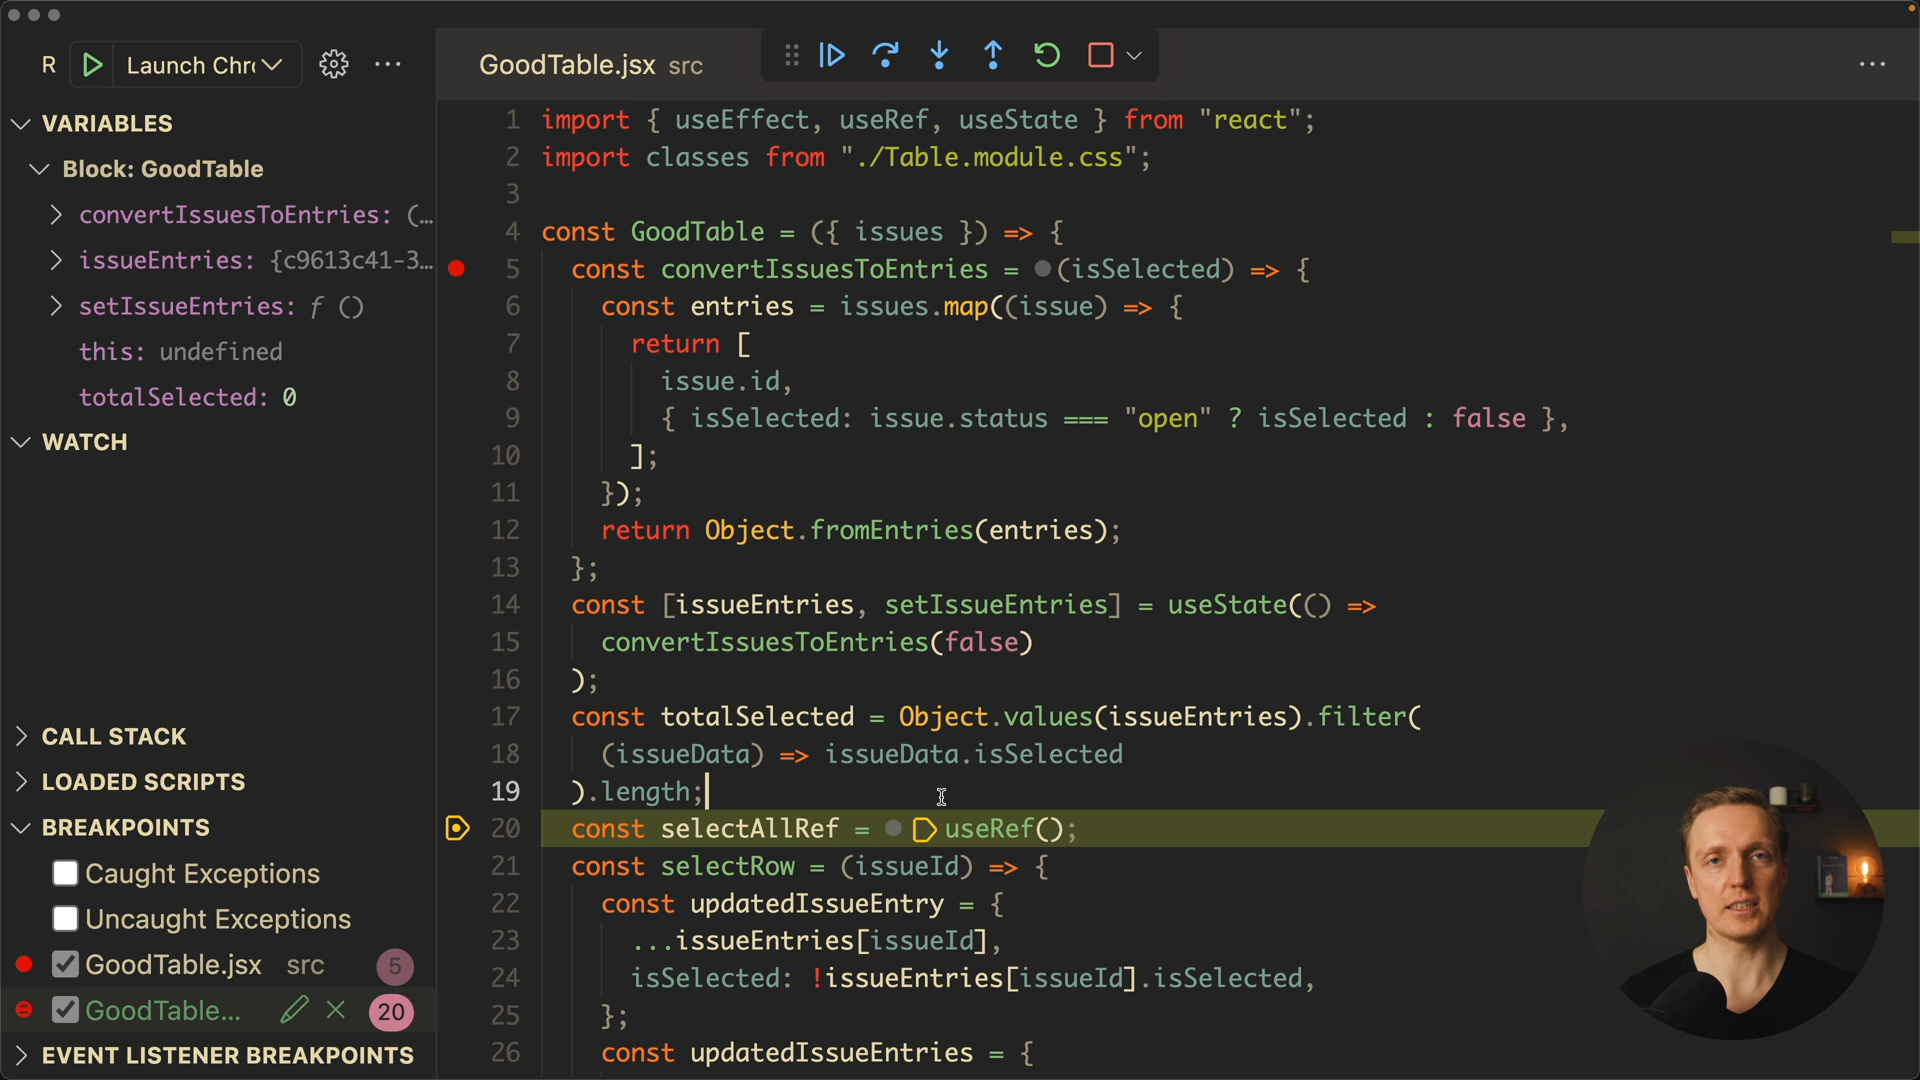 R Launch Chr
VARIABLES
Block: GoodTable
convertIssuesToEntries: (…
issueEntries: {c9613c41-3…
setIssueEntries: ƒ ()
this: undefined
totalSelected: 0
WATCH
CALL STACK
LOADED SCRIPTS
BREAKPOINTS
Caught Exceptions
Uncaught Exceptions
GoodTable.jsx src 5
GoodTable... 20
EVENT LISTENER BREAKPOINTS
GoodTable.jsx src
1 import { useEffect, useRef, useState } from "react";
2 import classes from "./Table.module.css";
3
4 const GoodTable = ({ issues }) => {
5 const convertIssuesToEntries = (isSelected) => {
6 const entries = issues.map((issue) => {
7 return [
8 issue.id,
9 { isSelected: issue.status === "open" ? isSelected : false },
10 ];
11 });
12 return Object.fromEntries(entries);
13 };
14 const [issueEntries, setIssueEntries] = useState(() =>
15 convertIssuesToEntries(false)
16 );
17 const totalSelected = Object.values(issueEntries).filter(
18 (issueData) => issueData.isSelected
19 ).length;
20 const selectAllRef = useRef();
21 const selectRow = (issueId) => {
22 const updatedIssueEntry = {
23 ...issueEntries[issueId],
24 isSelected: !issueEntries[issueId].isSelected,
25 };
26 const updatedIssueEntries = {